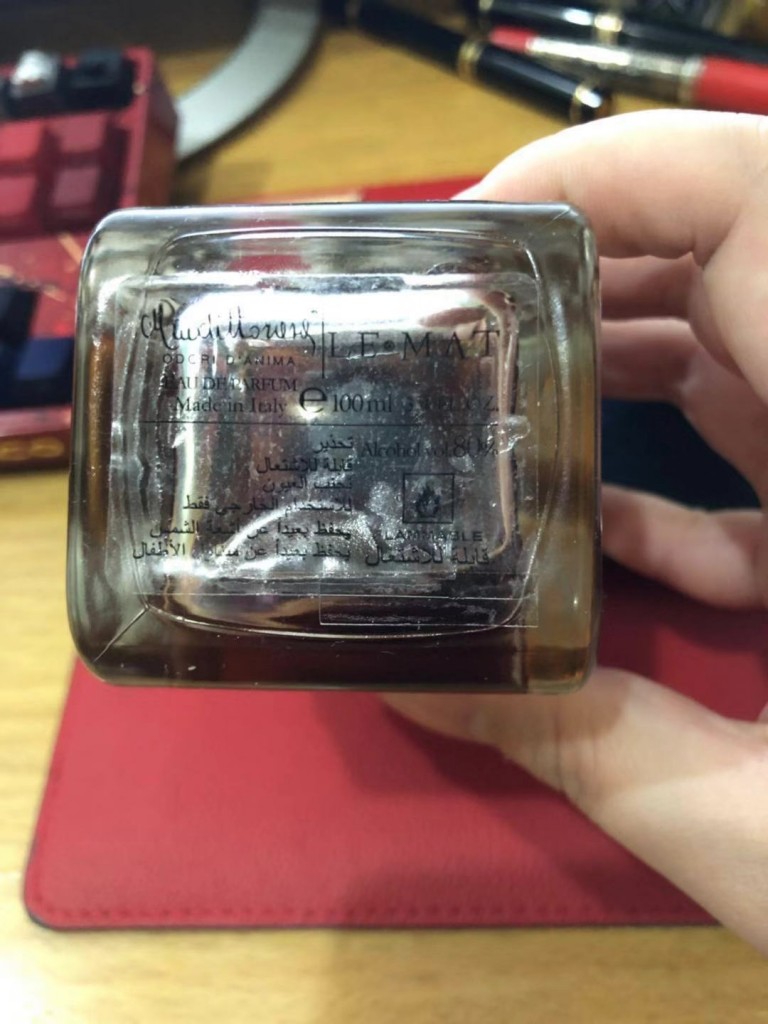 LE•MAT
ODORI D'ANIMA
EAU DE PARFUM
Made in Italy e 100 ml
Alcohol vol. 80%
تحذير
قابلة للاشتعال
تجنب العيون
للاستخدام الخارجي فقط
يحفظ بعيداً عن أشعة الشمس
يحفظ بعيداً عن متناول الأطفال
FLAMMABLE
قابلة للاشتعال